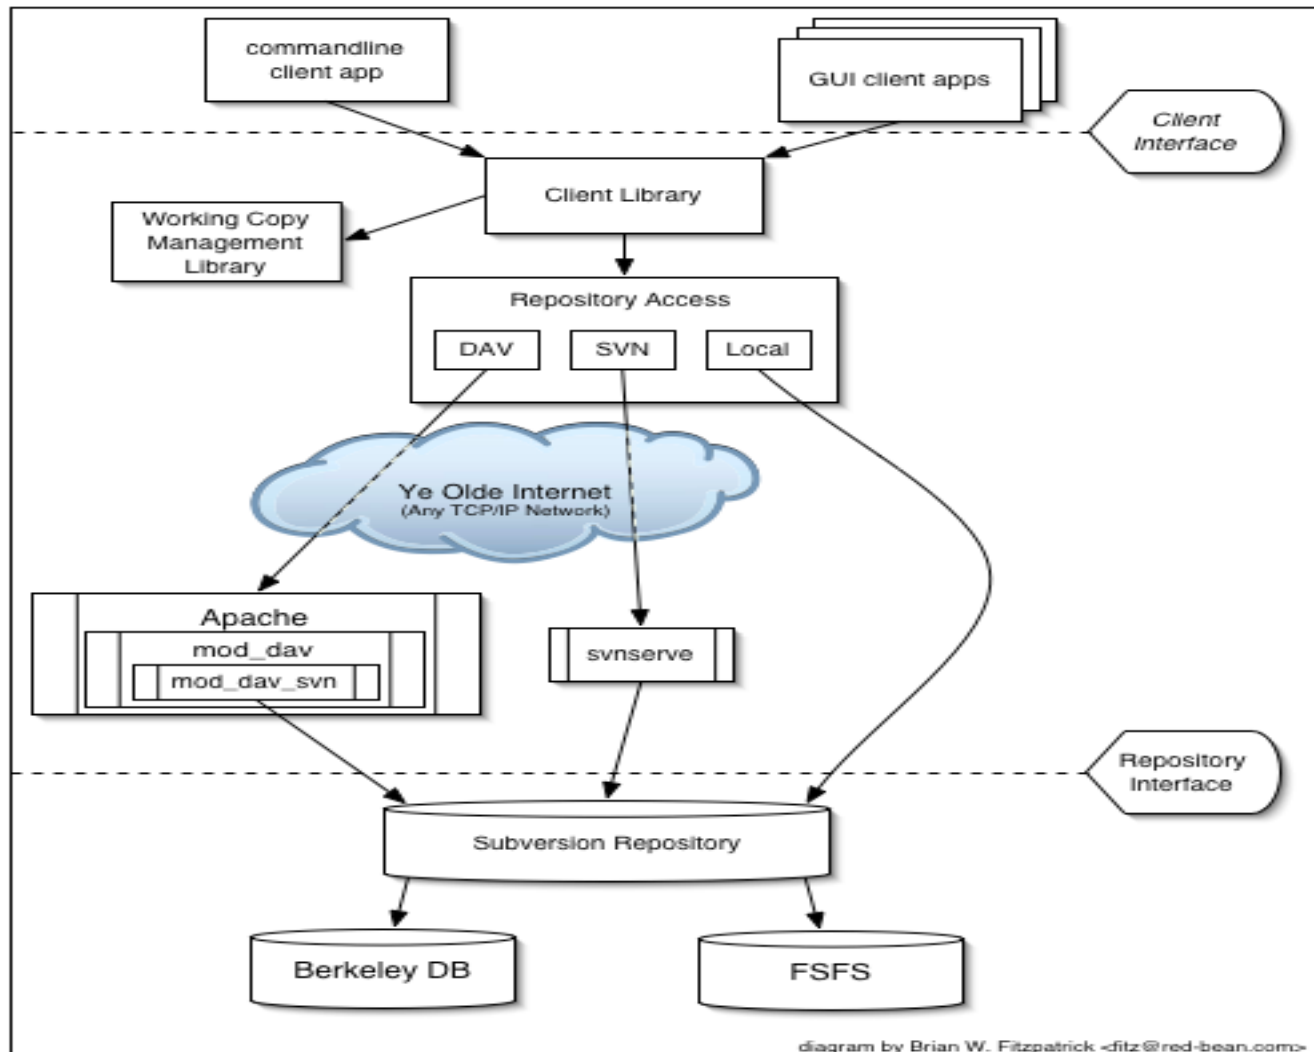 commandline
client app
GUI client apps
Client
Interface
Client Library
Working Copy
Management
Library
Repository Access
DAV
SVN
Local
Ye Olde Internet
(Any TCP/IP Network)
Apache
mod_dav
mod_dav_svn
svnserve
Repository
Interface
Subversion Repository
Berkeley DB
FSFS
diagram by Brian W. Fitzpatrick <fitz@red-bean.com>